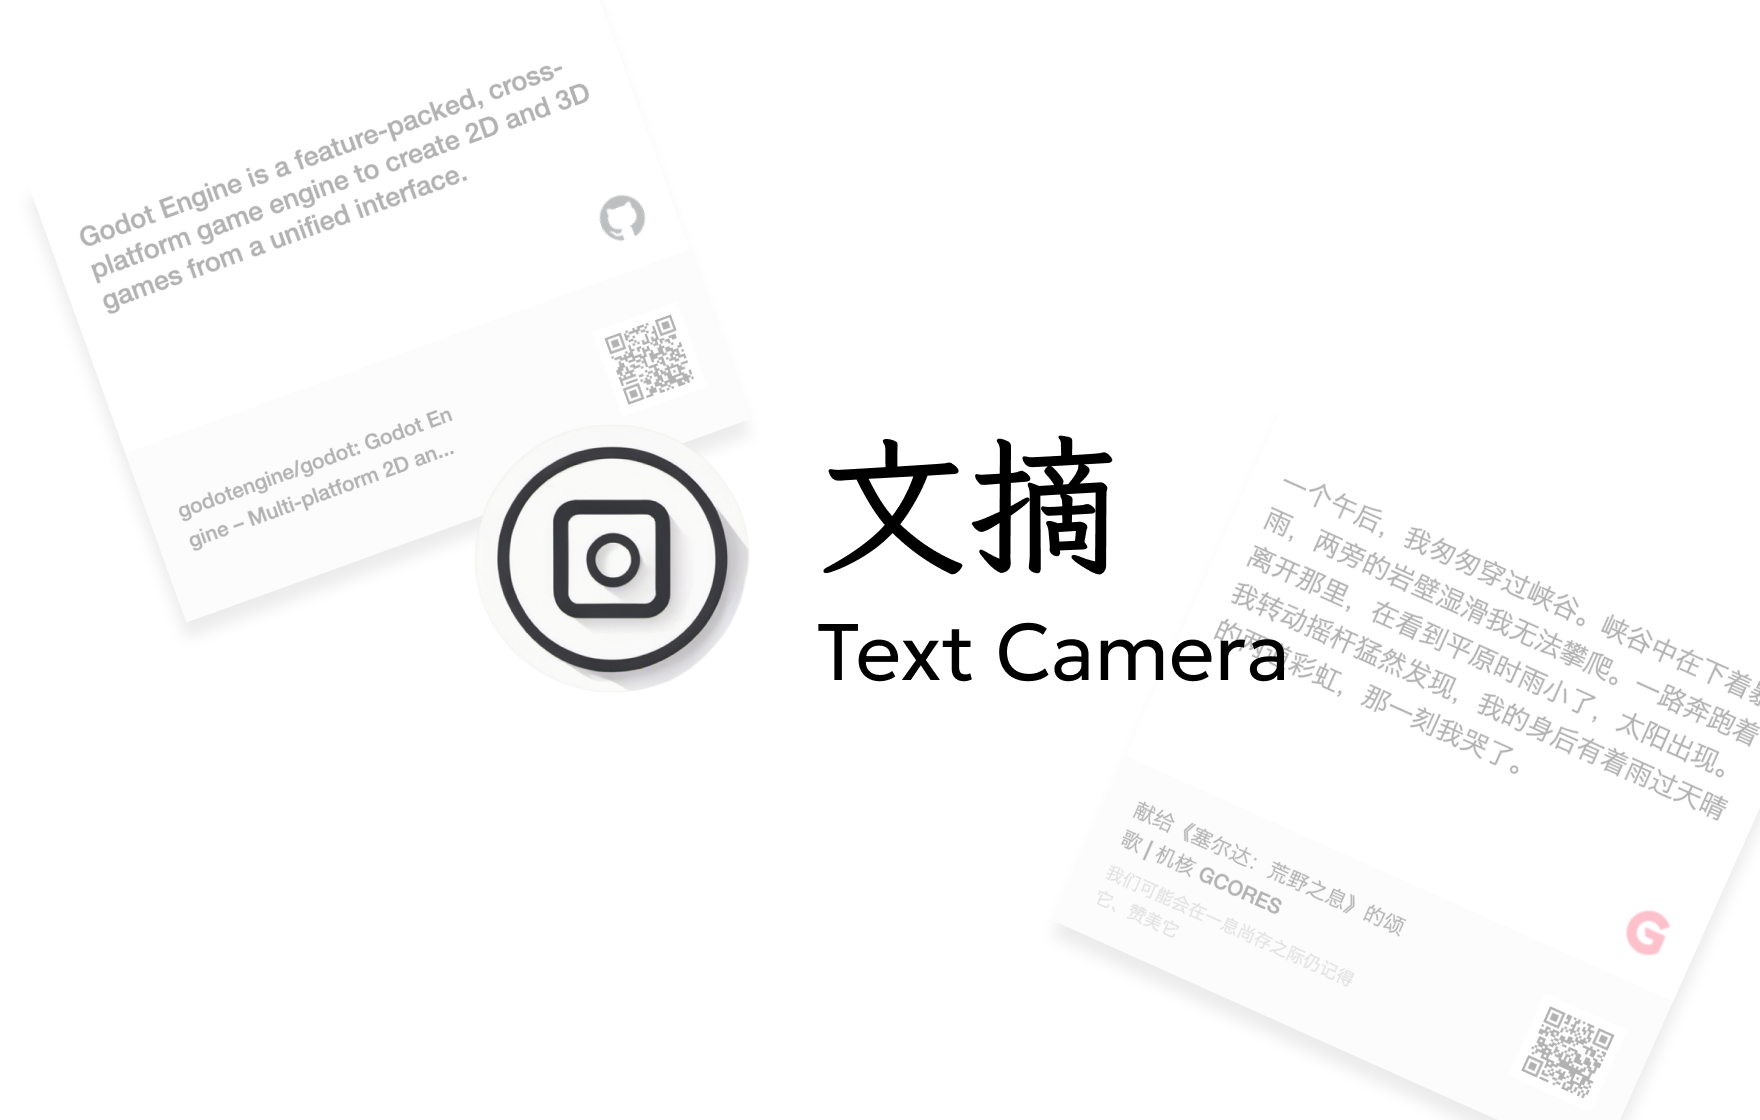 Godot Engine is a feature-packed, cross-
platform game engine to create 2D and 3D
games from a unified interface.
godotengine/godot: Godot En
gine – Multi-platform 2D an...
文摘
Text Camera
一个午后，我匆匆穿过峡谷。峡谷中在下着暴
雨，两旁的岩壁湿滑我无法攀爬。一路奔跑着
离开那里，在看到平原时雨小了，太阳出现。
我转动摇杆猛然发现，我的身后有着雨过天晴
的两道彩虹，那一刻我哭了。
献给《塞尔达：荒野之息》的颂
歌 | 机核 GCORES
我们可能会在一息尚存之际仍记得
它、赞美它